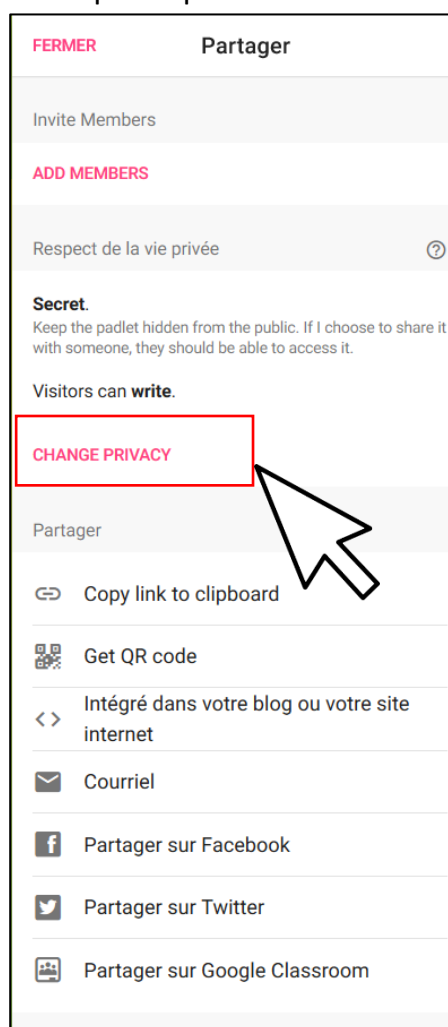 FERMER Partager
Invite Members
ADD MEMBERS
Respect de la vie privée
Secret.
Keep the padlet hidden from the public. If I choose to share it
with someone, they should be able to access it.
Visitors can write.
CHANGE PRIVACY
Partager
Copy link to clipboard
Get QR code
Intégré dans votre blog ou votre site
internet
Courriel
Partager sur Facebook
Partager sur Twitter
Partager sur Google Classroom